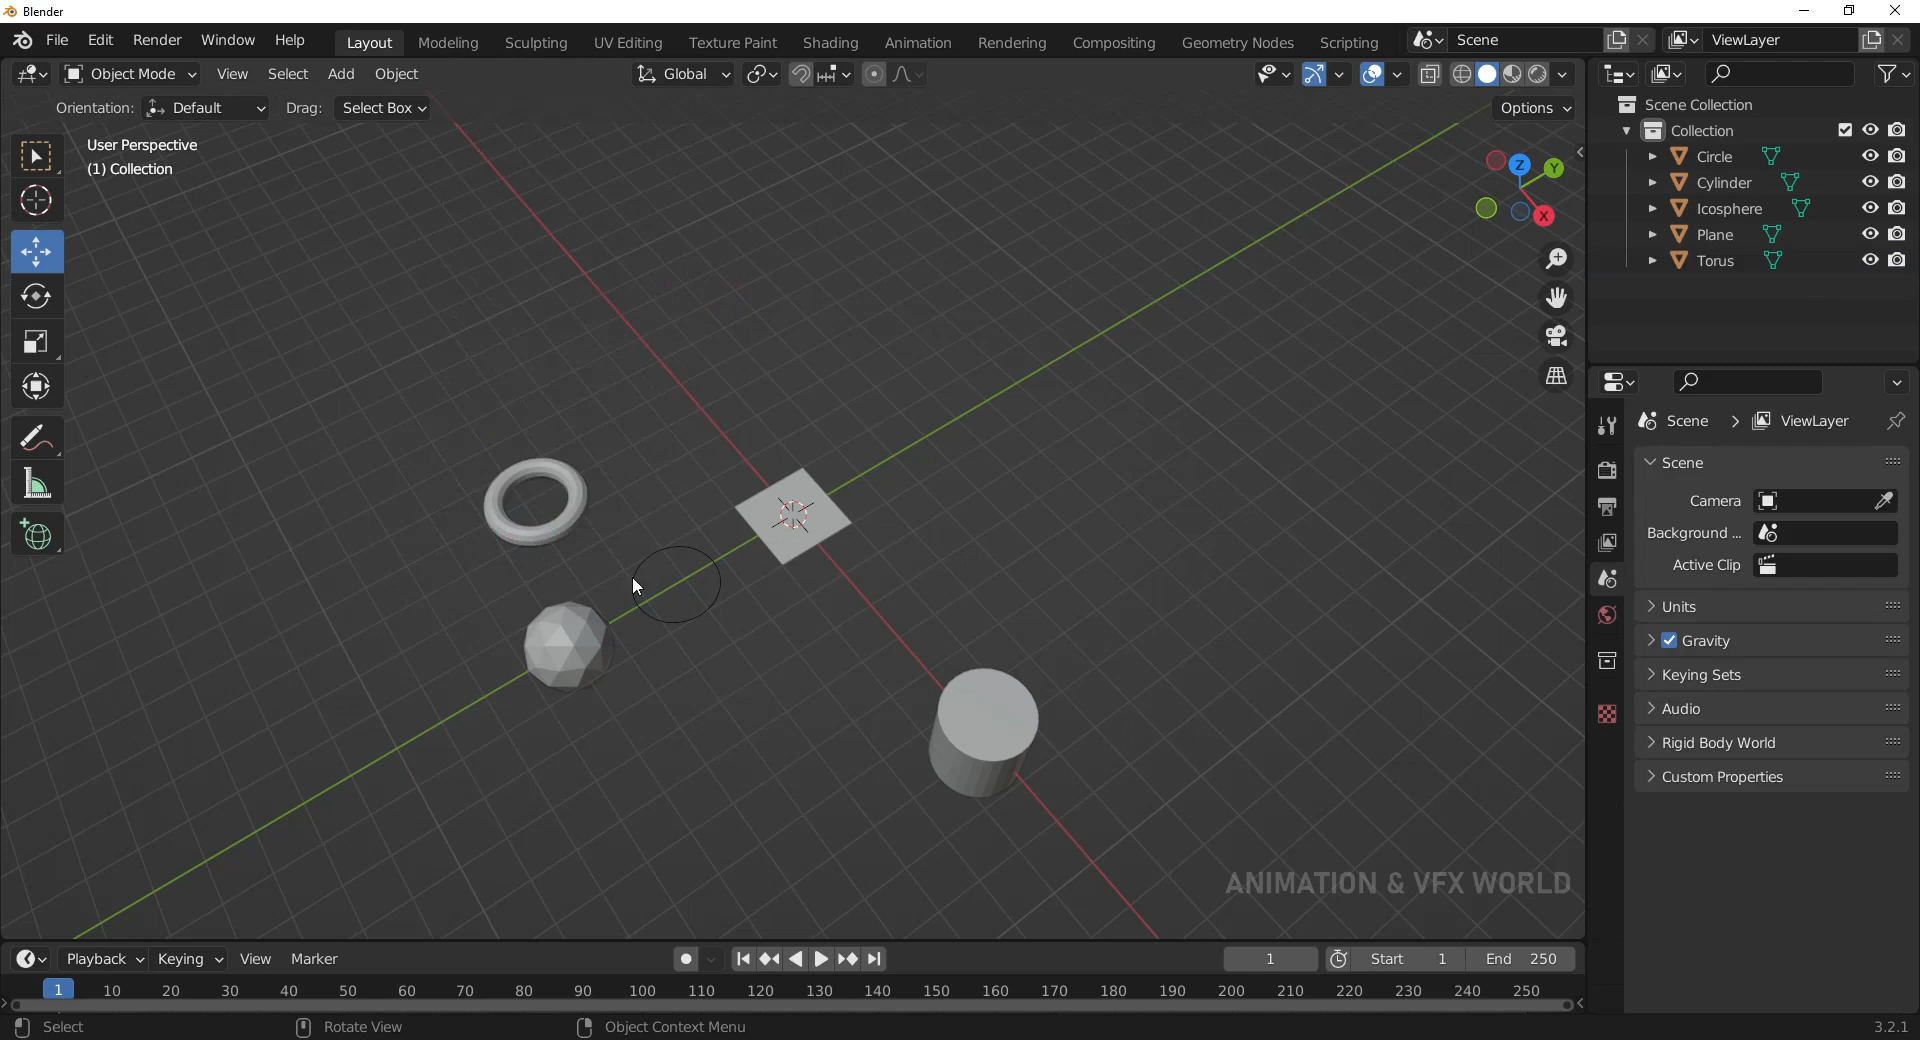 Blender
File Edit Render Window Help Layout Modeling Sculpting UV Editing Texture Paint Shading Animation Rendering Compositing Geometry Nodes Scripting Scene ViewLayer
Object Mode View Select Add Object Global
Orientation: Default Drag: Select Box Options
User Perspective
(1) Collection
Z
Y
X
Scene Collection
Collection
Circle
Cylinder
Icosphere
Plane
Torus
Scene > ViewLayer
Scene
Camera
Background ...
Active Clip
Units
Gravity
Keying Sets
Audio
Rigid Body World
Custom Properties
ANIMATION & VFX WORLD
Playback Keying View Marker 1 Start 1 End 250
1 10 20 30 40 50 60 70 80 90 100 110 120 130 140 150 160 170 180 190 200 210 220 230 240 250
Select Rotate View Object Context Menu 3.2.1